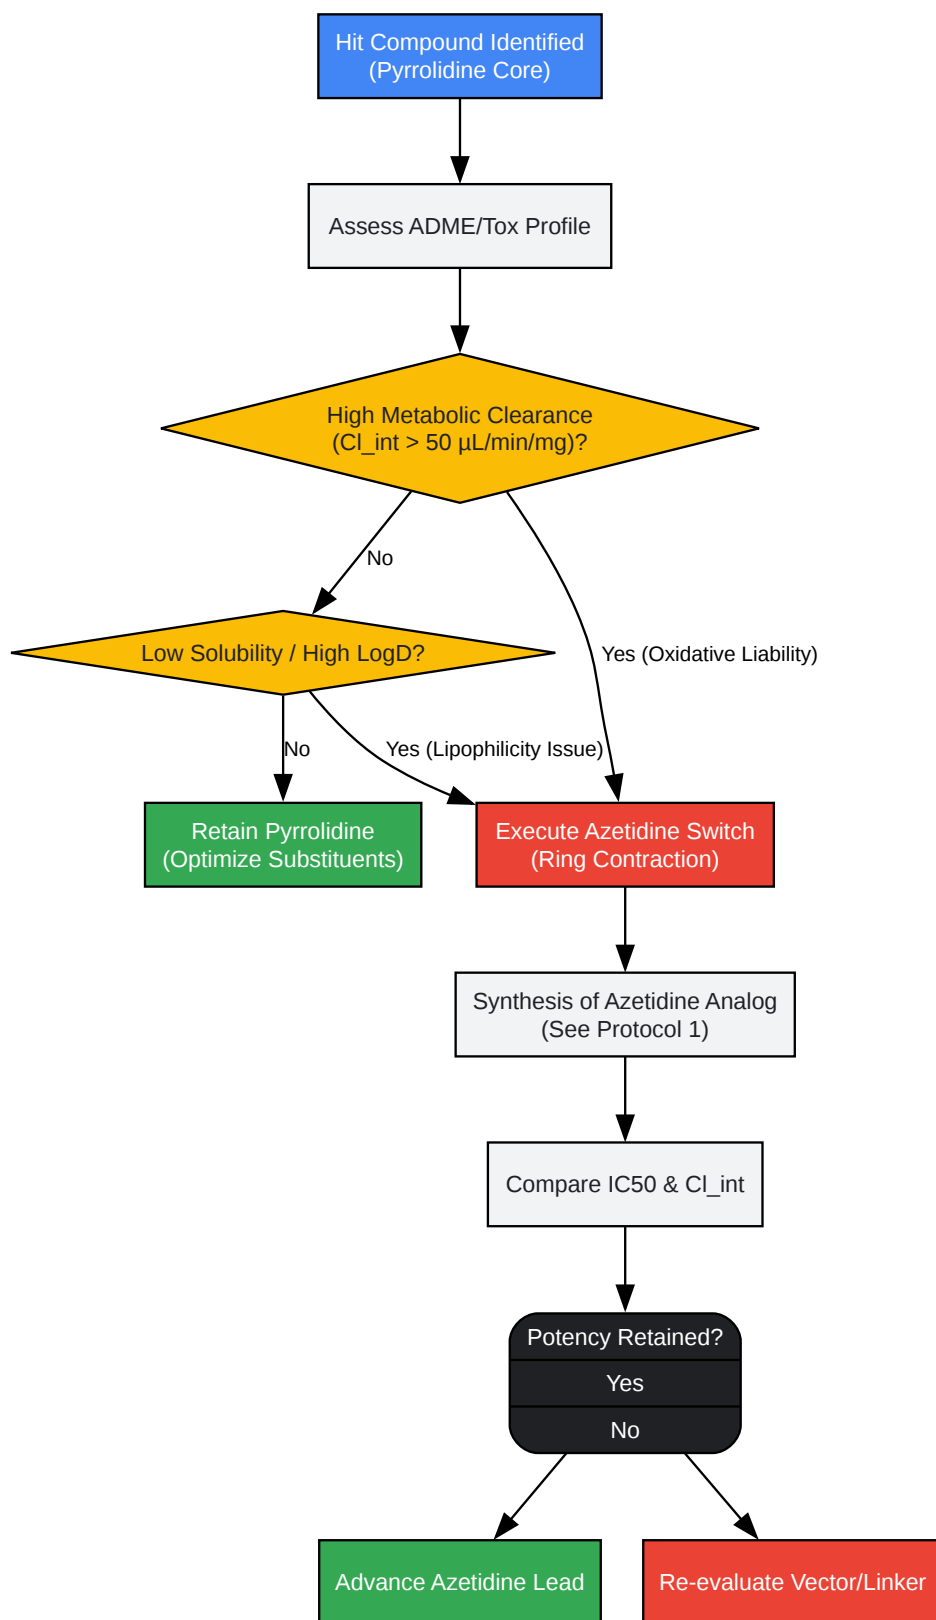 Hit Compound Identified
(Pyrrolidine Core)
Assess ADME/Tox Profile
High Metabolic Clearance
(Cl_int > 50 µL/min/mg)?
No
Low Solubility / High LogD?
Yes (Oxidative Liability)
No
Yes (Lipophilicity Issue)
Retain Pyrrolidine
(Optimize Substituents)
Execute Azetidine Switch
(Ring Contraction)
Synthesis of Azetidine Analog
(See Protocol 1)
Compare IC50 & Cl_int
Potency Retained?
Yes
No
Advance Azetidine Lead
Re-evaluate Vector/Linker